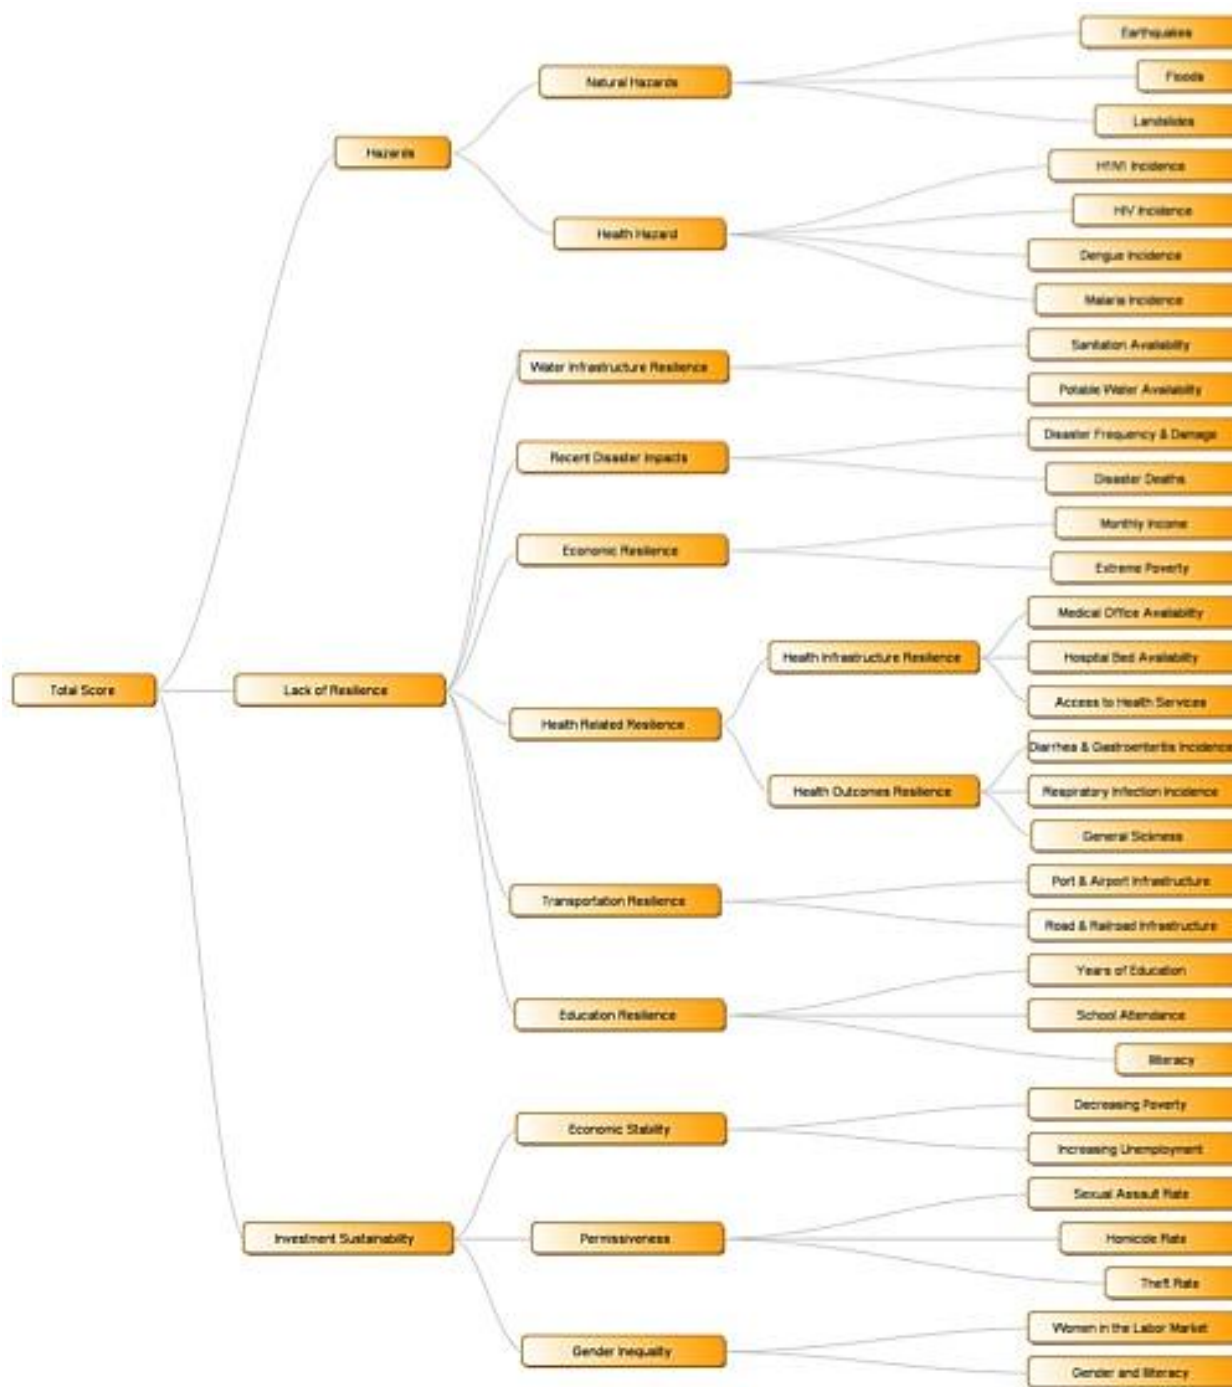 Earthquakes
Floods
Natural Hazards
Landslides
Hazards
H1N1 Incidence
HIV Incidence
Health Hazard
Dengue Incidence
Malaria Incidence
Sanitation Availability
Water Infrastructure Resilience
Potable Water Availability
Disaster Frequency & Damage
Recent Disaster Impacts
Disaster Deaths
Monthly Income
Economic Resilience
Extreme Poverty
Medical Office Availability
Health Infrastructure Resilience
Hospital Bed Availability
Total Score
Lack of Resilience
Access to Health Services
Health Related Resilience
Diarrhea & Gastroenteritis Incidence
Health Outcomes Resilience
Respiratory Infection Incidence
General Sickness
Port & Airport Infrastructure
Transportation Resilience
Road & Railroad Infrastructure
Years of Education
Education Resilience
School Attendance
Illiteracy
Decreasing Poverty
Economic Stability
Increasing Unemployment
Sexual Assault Rate
Investment Sustainability
Permissiveness
Homicide Rate
Theft Rate
Women in the Labor Market
Gender Inequality
Gender and Illiteracy